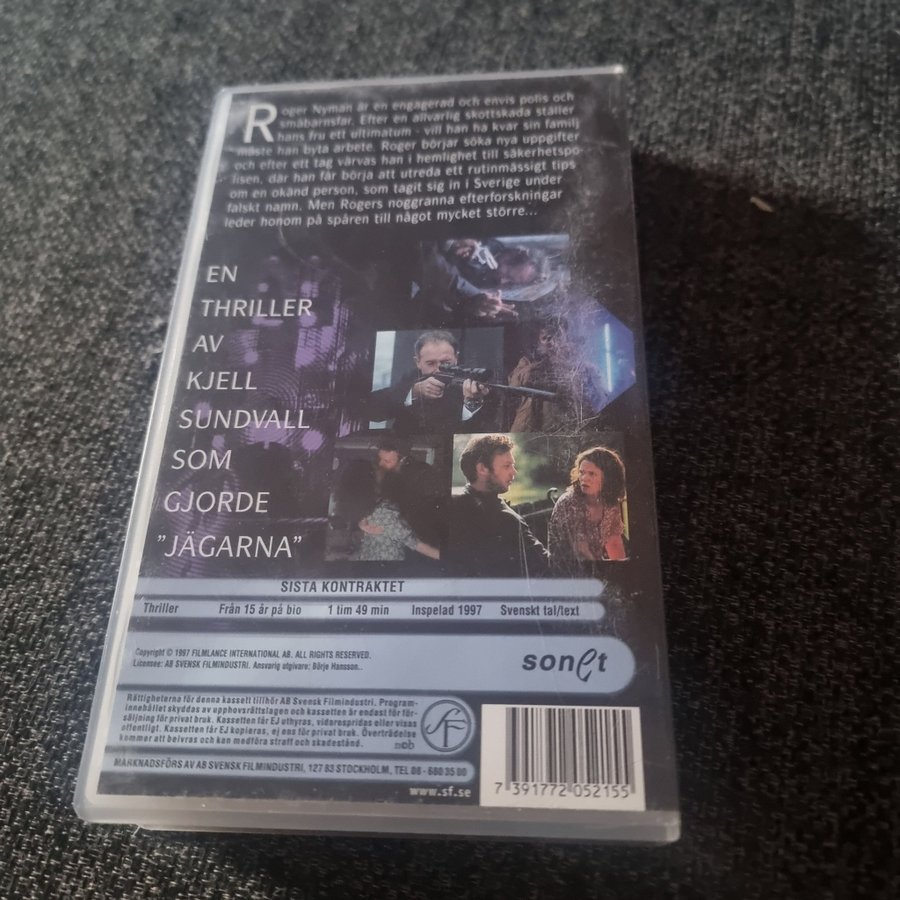 Roger Nyman är en engagerad och envis polis och
småbarnsfar. Efter en allvarlig skottskada ställer
hans fru ett ultimatum - vill han ha kvar sin familj
måste han byta arbete. Roger börjar söka nya uppgifter
och efter ett tag värvas han i hemlighet till säkerhetspo-
lisen, där han får börja att utreda ett rutinmässigt tips
om en okänd person, som tagit sig in i Sverige under
falskt namn. Men Rogers noggranna efterforskningar
leder honom på spåren till något mycket större...
EN
THRILLER
AV
KJELL
SUNDVALL
SOM
GJORDE
"JÄGARNA"
SISTA KONTRAKTET
Thriller Från 15 år på bio 1 tim 49 min Inspelad 1997 Svenskt tal/text
Copyright © 1997 FILMLANCE INTERNATIONAL AB. ALL RIGHTS RESERVED.
Licensee: AB SVENSK FILMINDUSTRI. Ansvarig utgivare: Börje Hansson..
sonet
Rättigheterna för denna kassett tillhör AB Svensk Filmindustri. Program-
innehållet skyddas av upphovsrättslagen och kassetten är endast för för-
säljning för privat bruk. Kassetten får EJ uthyras, vidarespridas eller visas
offentligt. Kassetten får EJ kopieras, ej ens för privat bruk. Överträdelse
kommer att beivras och kan medföra straff och skadestånd. ncb
SF
MARKNADSFÖRS AV AB SVENSK FILMINDUSTRI, 127 83 STOCKHOLM, TEL 08 - 680 35 00
www.sf.se
7 391772 052155